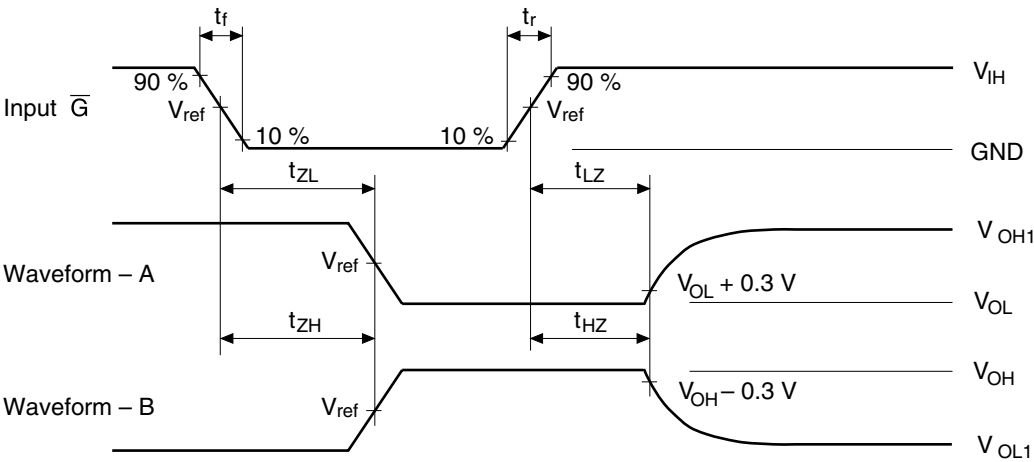 t_f t_r
90 % 90 % V_IH
Input G̅ V_ref V_ref
10 % 10 %
GND
t_ZL t_LZ
V_OH1
Waveform – A V_ref
V_OL + 0.3 V
V_OL
t_ZH t_HZ
V_OH
V_OH – 0.3 V
Waveform – B V_ref
V_OL1